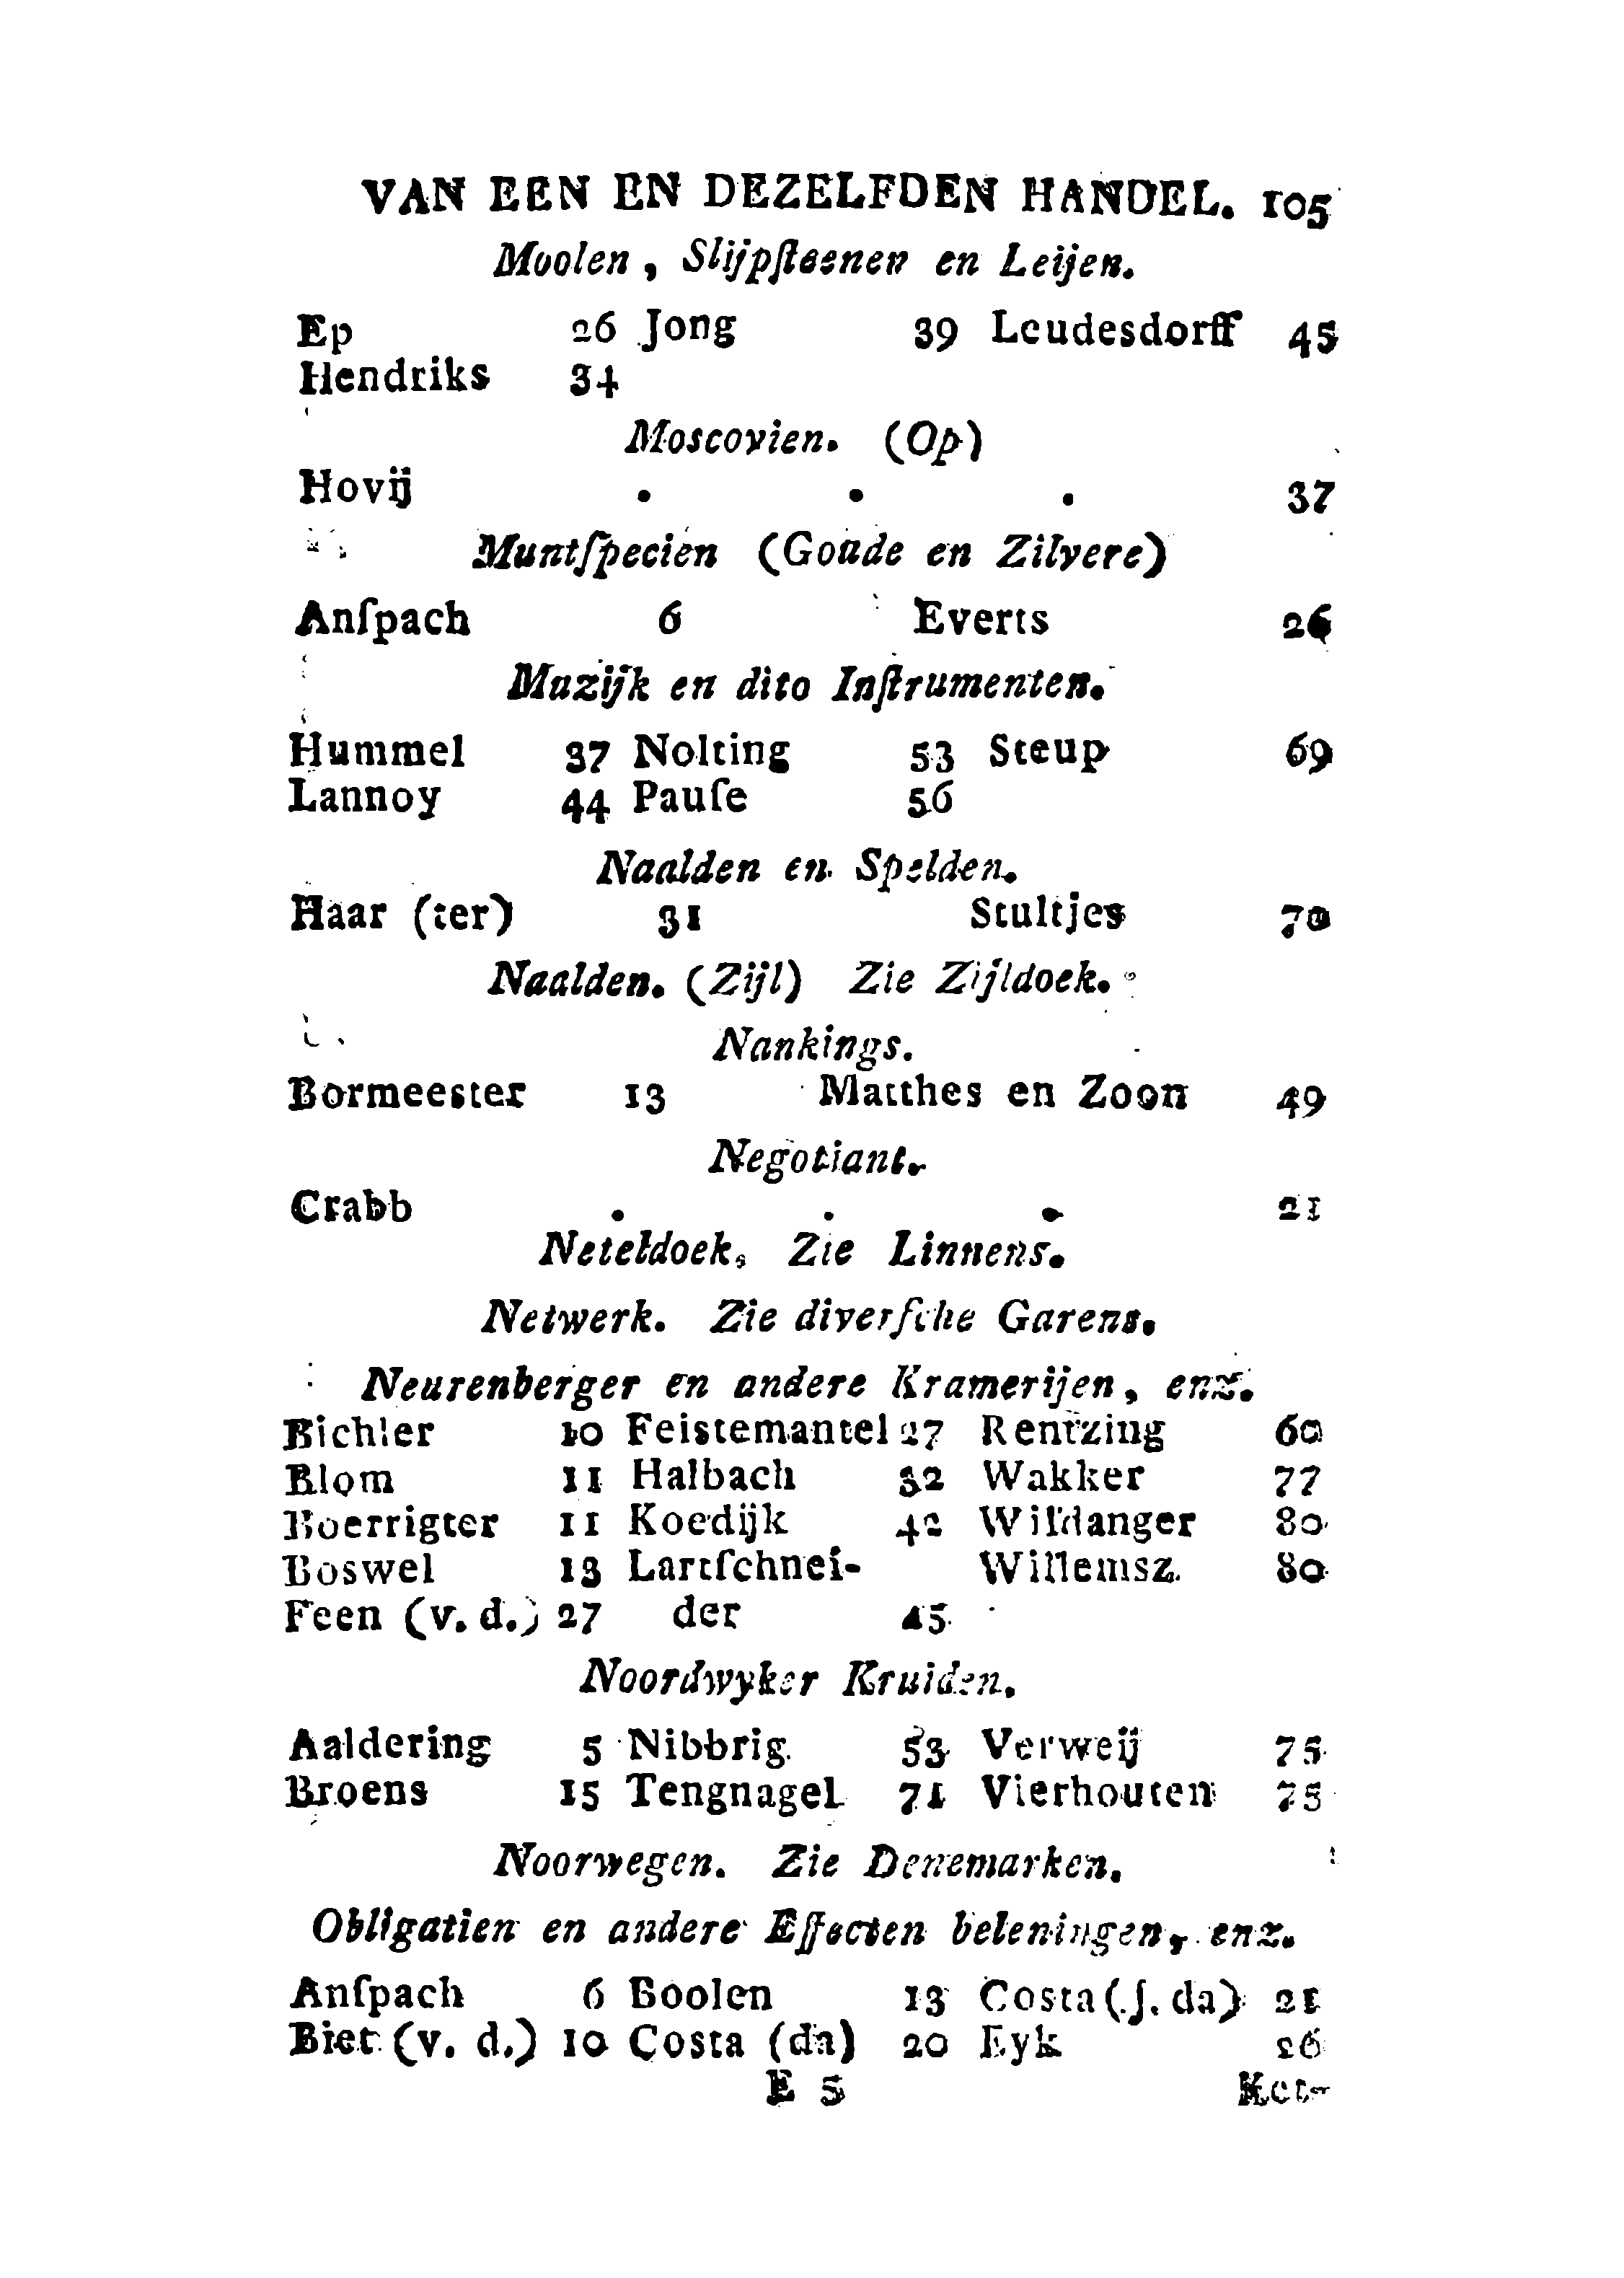 VAN EEN EN DEZELFDEN HANDEL. 105
Moolen, Slijpſteenen en Leijen.
Ep 26 Jong 39 Leudesdorff 45
Hendriks 34
Moscovien. (Op)
Hovij . . . 37
Muntſpeciën (Goude en Zilvere)
Anſpach 6 Everts 26
Muzijk en dito Inſtrumenten.
Hummel 37 Nolting 53 Steup 69
Lannoy 44 Pauſe 56
Naalden en Spelden.
Haar (ter) 31 Stultjes 70
Naalden. (Zijl) Zie Zijldoek.
Nankings.
Bormeester 13 Matthes en Zoon 49
Negotiant.
Crabb . . . 21
Neteldoek, Zie Linnens.
Netwerk. Zie diverſche Garens.
Neurenberger en andere Kramerijen, enz.
Bichler 10 Feistemantel 27 Rentzing 60
Blom 11 Halbach 32 Wakker 77
Boerrigter 11 Koedijk 42 Wildanger 80
Boswel 13 Lartſchnei- Willemsz. 80
Feen (v. d.) 27 der 45
Noordwyker Kruiden.
Aaldering 5 Nibbrig 53 Verweij 75
Broens 15 Tengnagel 71 Vierhouten 75
Noorwegen. Zie Denemarken.
Obligatien en andere Effecten beleningen, enz.
Anſpach 6 Boolen 13 Costa (J. da) 21
Biet (v. d.) 10 Costa (da) 20 Eyk 26
E 5 Ket-